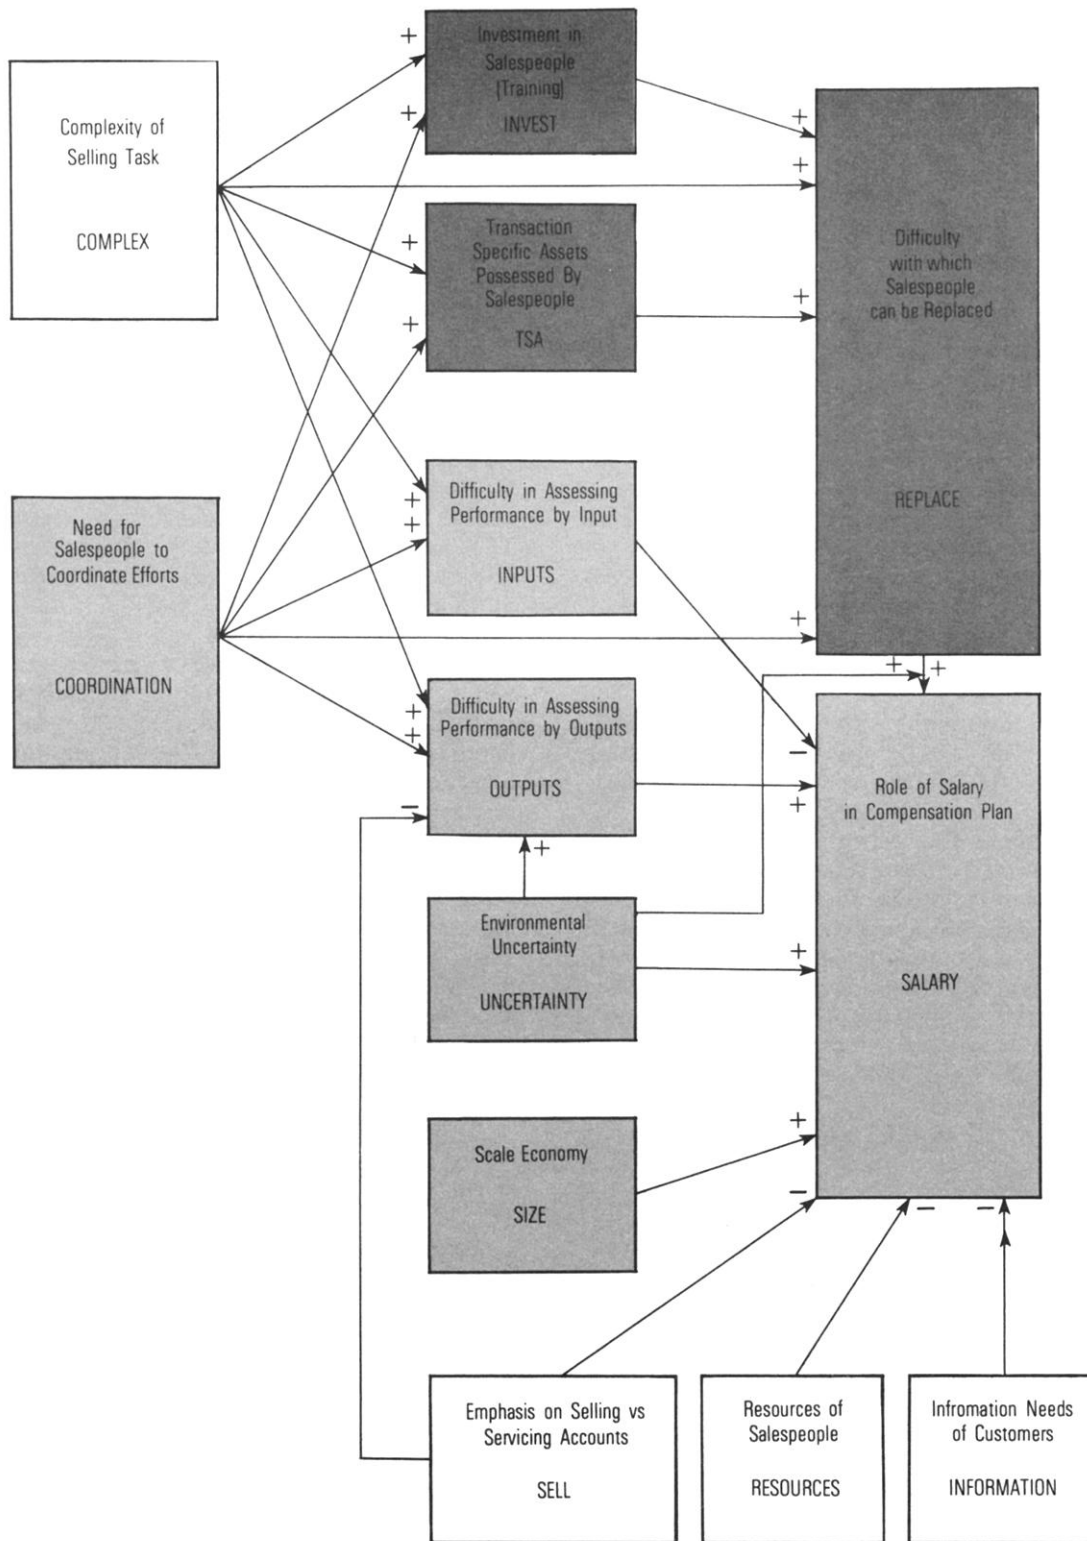 Investment in
Salespeople
[Training]
INVEST
Complexity of
Selling Task
COMPLEX
Transaction
Specific Assets
Possessed By
Salespeople
TSA
Difficulty
with which
Salespeople
can be Replaced
REPLACE
Difficulty in Assessing
Performance by Input
INPUTS
Need for
Salespeople to
Coordinate Efforts
COORDINATION
Difficulty in Assessing
Performance by Outputs
OUTPUTS
Role of Salary
in Compensation Plan
SALARY
Environmental
Uncertainty
UNCERTAINTY
Scale Economy
SIZE
Emphasis on Selling vs
Servicing Accounts
SELL
Resources of
Salespeople
RESOURCES
Infromation Needs
of Customers
INFORMATION